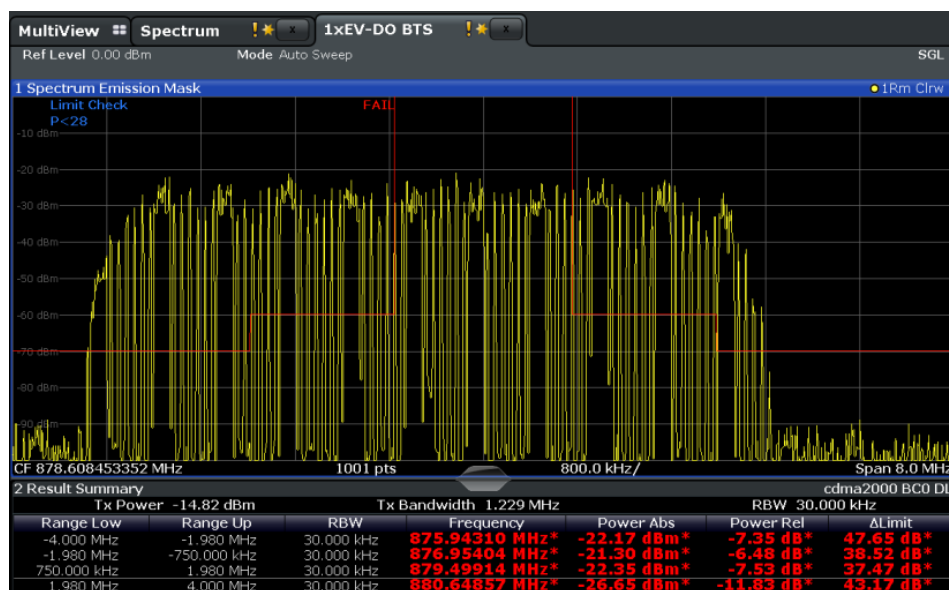 MultiView Spectrum ! x 1xEV-DO BTS ! x
Ref Level 0.00 dBm Mode Auto Sweep SGL
1 Spectrum Emission Mask 1Rm Clrw
Limit Check FAIL
P<28
-10 dBm
-20 dBm
-30 dBm
-40 dBm
-50 dBm
-60 dBm
-70 dBm
-80 dBm
-90 dBm
CF 878.608453352 MHz 1001 pts 800.0 kHz/ Span 8.0 MHz
2 Result Summary cdma2000 BC0 DL
Tx Power -14.82 dBm Tx Bandwidth 1.229 MHz RBW 30.000 kHz
Range Low Range Up RBW Frequency Power Abs Power Rel ΔLimit
-4.000 MHz -1.980 MHz 30.000 kHz 875.94310 MHz* -22.17 dBm* -7.35 dB* 47.65 dB*
-1.980 MHz -750.000 kHz 30.000 kHz 876.95404 MHz* -21.30 dBm* -6.48 dB* 38.52 dB*
750.000 kHz 1.980 MHz 30.000 kHz 879.49914 MHz* -22.35 dBm* -7.53 dB* 37.47 dB*
1.980 MHz 4.000 MHz 30.000 kHz 880.64857 MHz* -26.65 dBm* -11.83 dB* 43.17 dB*